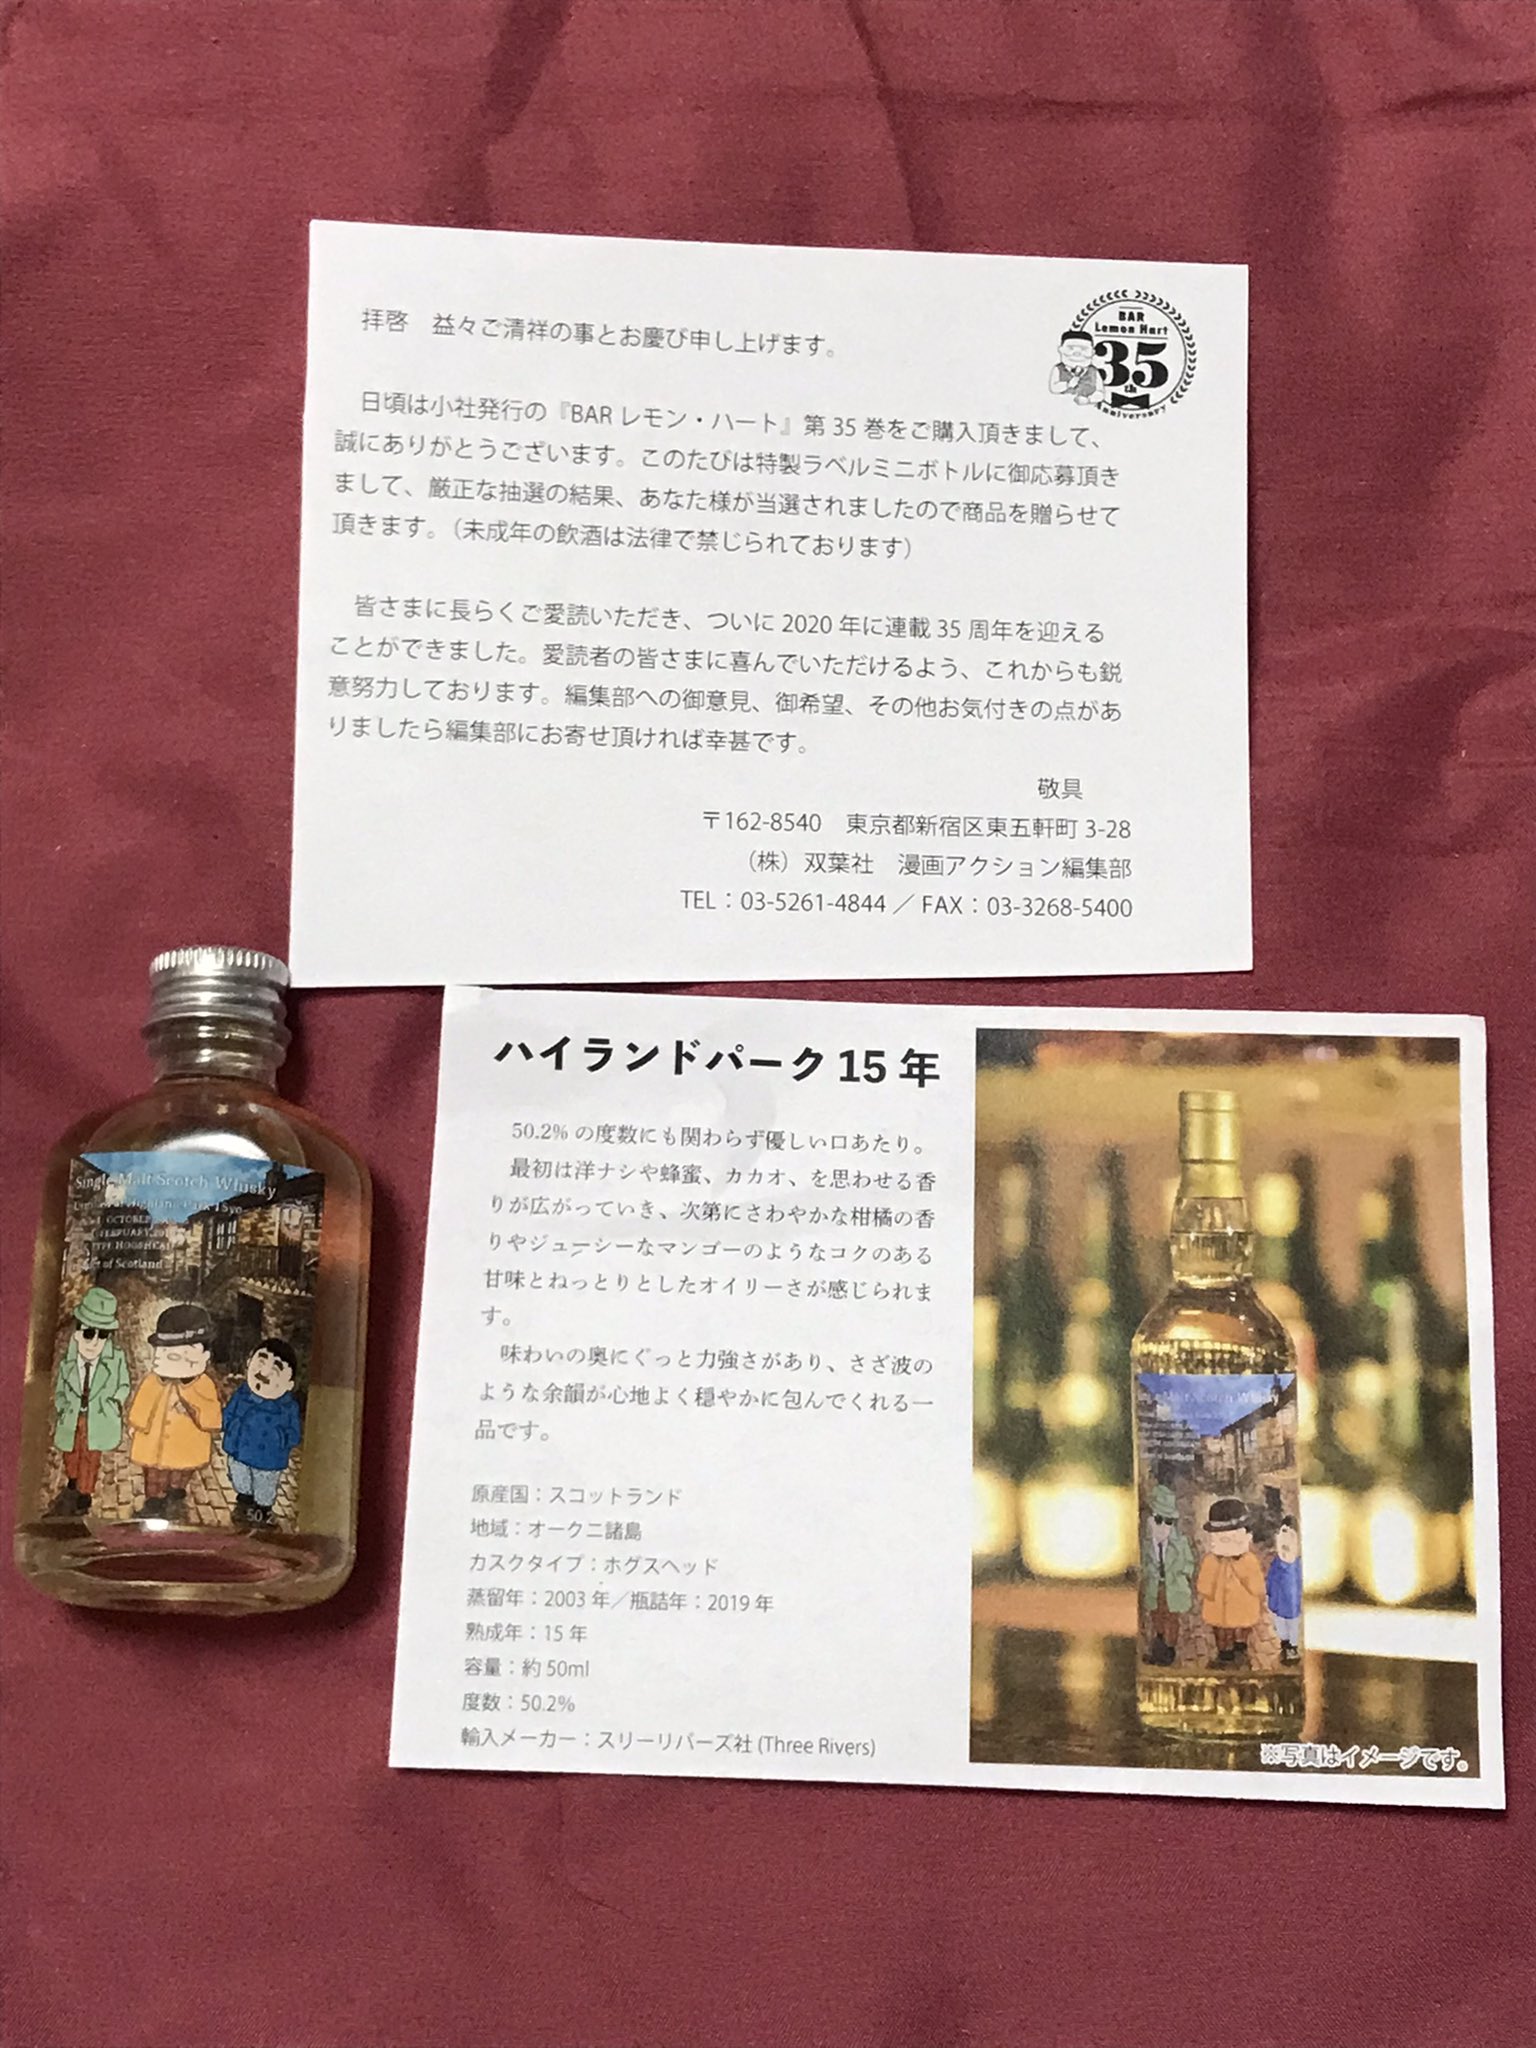 BAR
Lemon Hart
35
th
Anniversary
拝啓　益々ご清祥の事とお慶び申し上げます。
日頃は小社発行の『BAR レモン・ハート』第 35 巻をご購入頂きまして、
誠にありがとうございます。このたびは特製ラベルミニボトルに御応募頂き
まして、厳正な抽選の結果、あなた様が当選されましたので商品を贈らせて
頂きます。（未成年の飲酒は法律で禁じられております）
皆さまに長らくご愛読いただき、ついに 2020 年に連載 35 周年を迎える
ことができました。愛読者の皆さまに喜んでいただけるよう、これからも鋭
意努力しております。編集部への御意見、御希望、その他お気付きの点があ
りましたら編集部にお寄せ頂ければ幸甚です。
敬具
〒162-8540　東京都新宿区東五軒町 3-28
（株）双葉社　漫画アクション編集部
TEL：03-5261-4844 ／ FAX：03-3268-5400
Single Malt Scotch Whisky
Highland Park 15yo
OCTOBER
FEBRUARY
HOGSHEAD
of Scotland
50.2
ハイランドパーク 15 年
50.2% の度数にも関わらず優しい口あたり。
最初は洋ナシや蜂蜜、カカオ、を思わせる香
りが広がっていき、次第にさわやかな柑橘の香
りやジューシーなマンゴーのようなコクのある
甘味とねっとりとしたオイリーさが感じられま
す。
味わいの奥にぐっと力強さがあり、さざ波の
ような余韻が心地よく穏やかに包んでくれる一
品です。
原産国：スコットランド
地域：オークニ諸島
カスクタイプ：ホグスヘッド
蒸留年：2003 年／瓶詰年：2019 年
熟成年：15 年
容量：約 50ml
度数：50.2%
輸入メーカー：スリーリバーズ社 (Three Rivers)
Single Malt Scotch Whisky
※写真はイメージです。